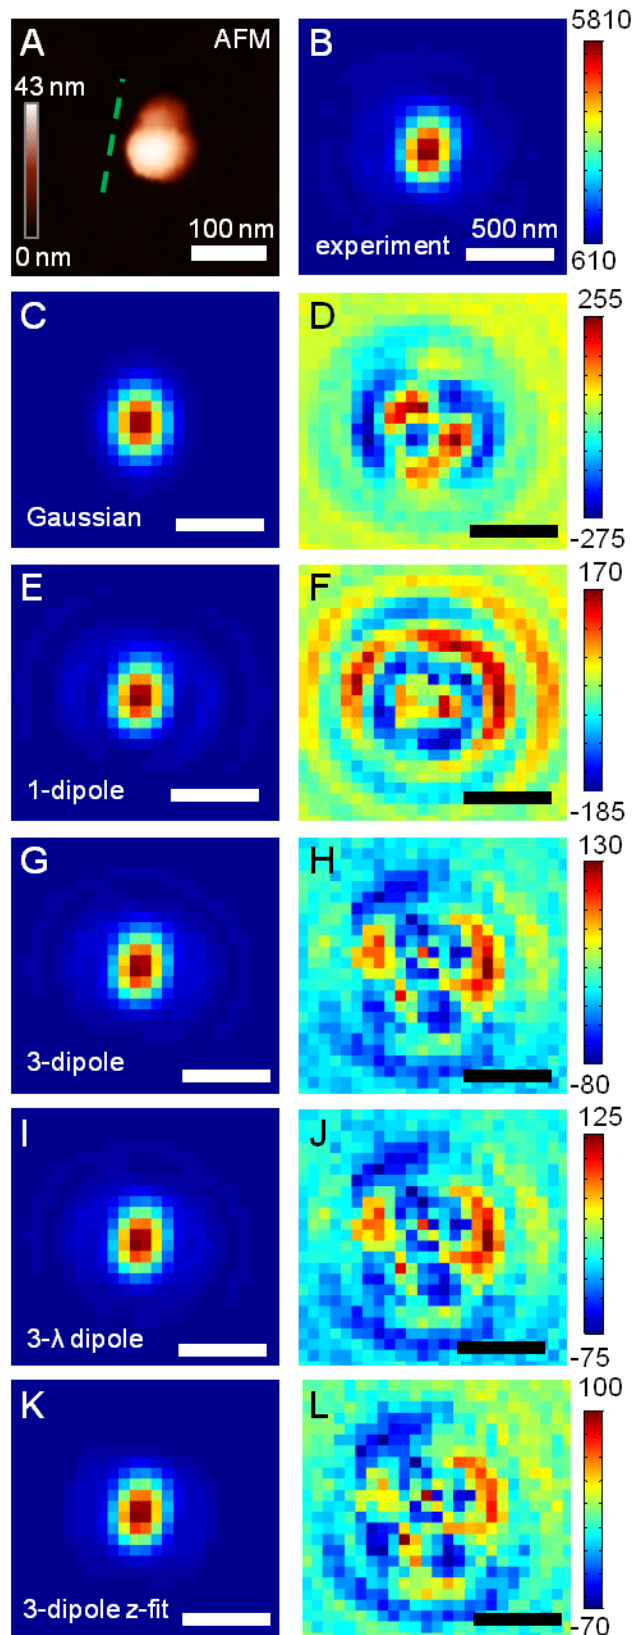 A
AFM
43 nm
0 nm
100 nm
B
experiment
500 nm
5810
610
C
Gaussian
D
255
-275
E
1-dipole
F
170
-185
G
3-dipole
H
130
-80
I
3-λ dipole
J
125
-75
K
3-dipole z-fit
L
100
-70